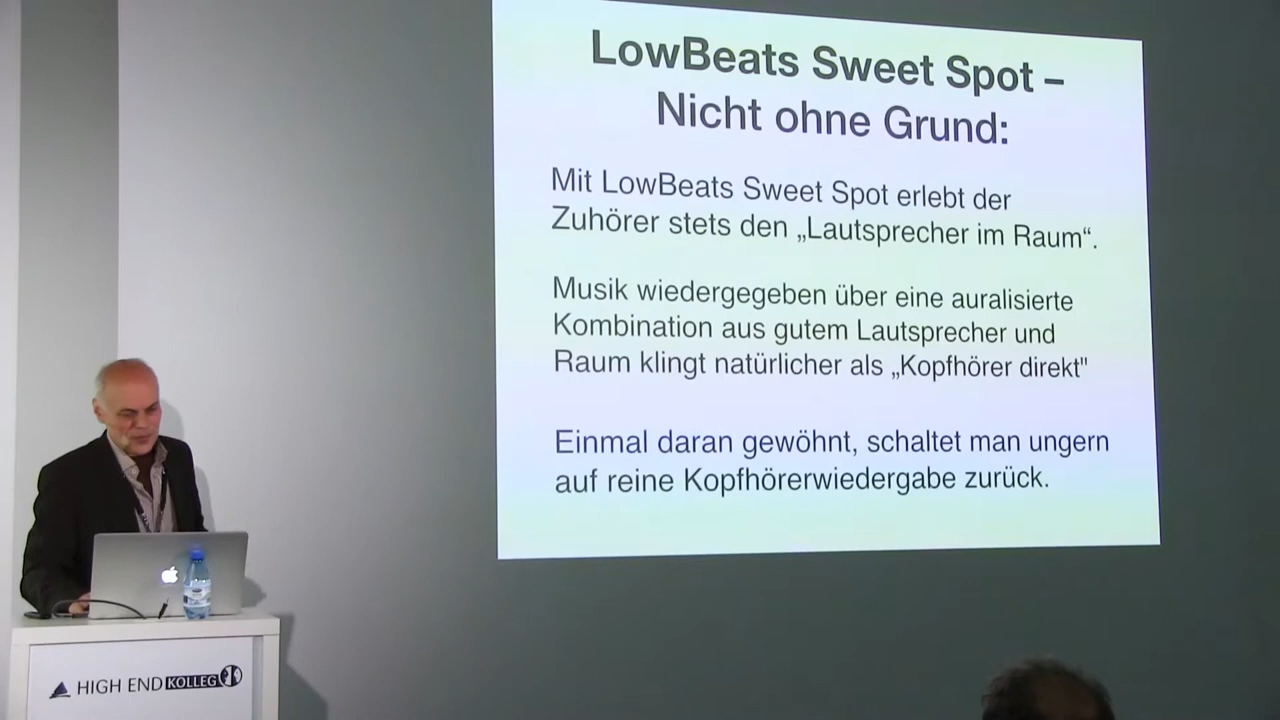 LowBeats Sweet Spot –
Nicht ohne Grund:
Mit LowBeats Sweet Spot erlebt der
Zuhörer stets den „Lautsprecher im Raum“.
Musik wiedergegeben über eine auralisierte
Kombination aus gutem Lautsprecher und
Raum klingt natürlicher als „Kopfhörer direkt"
Einmal daran gewöhnt, schaltet man ungern
auf reine Kopfhörerwiedergabe zurück.
HIGH END KOLLEG